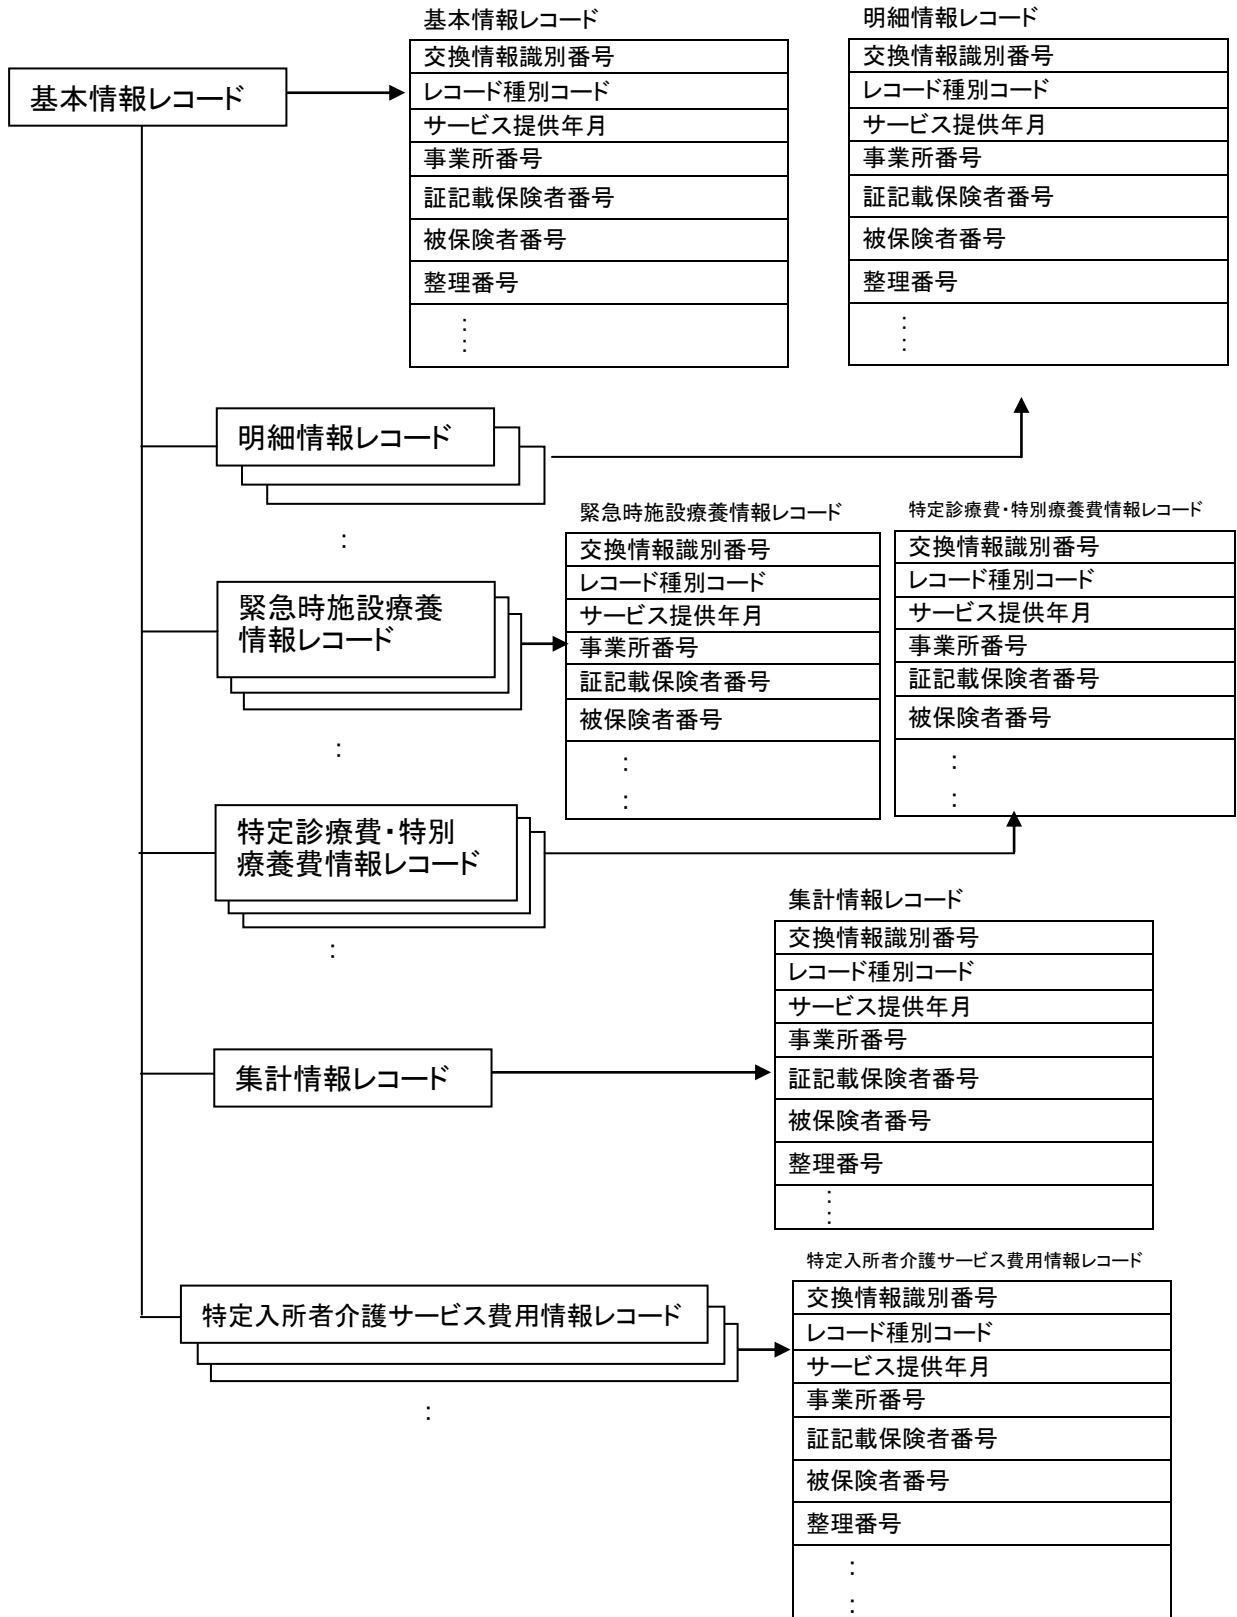 基本情報レコード
基本情報レコード
交換情報識別番号
レコード種別コード
サービス提供年月
事業所番号
証記載保険者番号
被保険者番号
整理番号
：
：
明細情報レコード
交換情報識別番号
レコード種別コード
サービス提供年月
事業所番号
証記載保険者番号
被保険者番号
整理番号
：
：
明細情報レコード
：
緊急時施設療養
情報レコード
：
緊急時施設療養情報レコード
交換情報識別番号
レコード種別コード
サービス提供年月
事業所番号
証記載保険者番号
被保険者番号
：
：
特定診療費・特別療養費情報レコード
交換情報識別番号
レコード種別コード
サービス提供年月
事業所番号
証記載保険者番号
被保険者番号
：
：
特定診療費・特別
療養費情報レコード
：
集計情報レコード
集計情報レコード
交換情報識別番号
レコード種別コード
サービス提供年月
事業所番号
証記載保険者番号
被保険者番号
整理番号
：
：
特定入所者介護サービス費用情報レコード
：
特定入所者介護サービス費用情報レコード
交換情報識別番号
レコード種別コード
サービス提供年月
事業所番号
証記載保険者番号
被保険者番号
整理番号
：
：